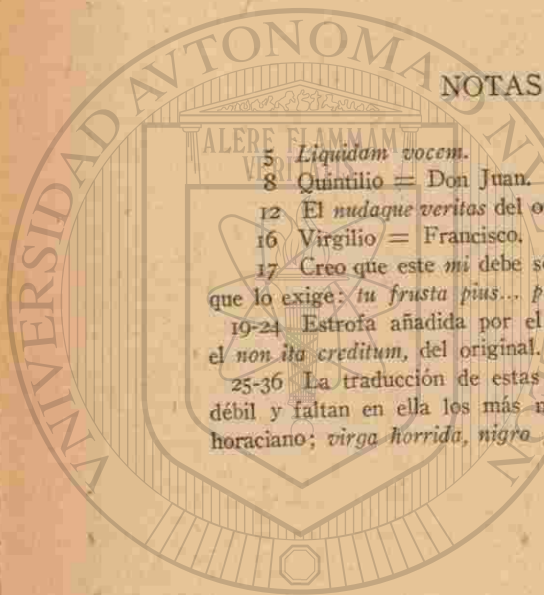 NOTAS
5 Liquidam vocem.
8 Quintilio = Don Juan.
12 El nudaque veritas del o
16 Virgilio = Francisco.
17 Creo que este mi debe s
que lo exige: tu frusta pius... p
19-24 Estrofa añadida por el
el non ita creditum, del original.
25-36 La traducción de estas
débil y faltan en ella los más n
horaciano; virga horrida, nigro
ALERE FLAMMAM
VERITATIS